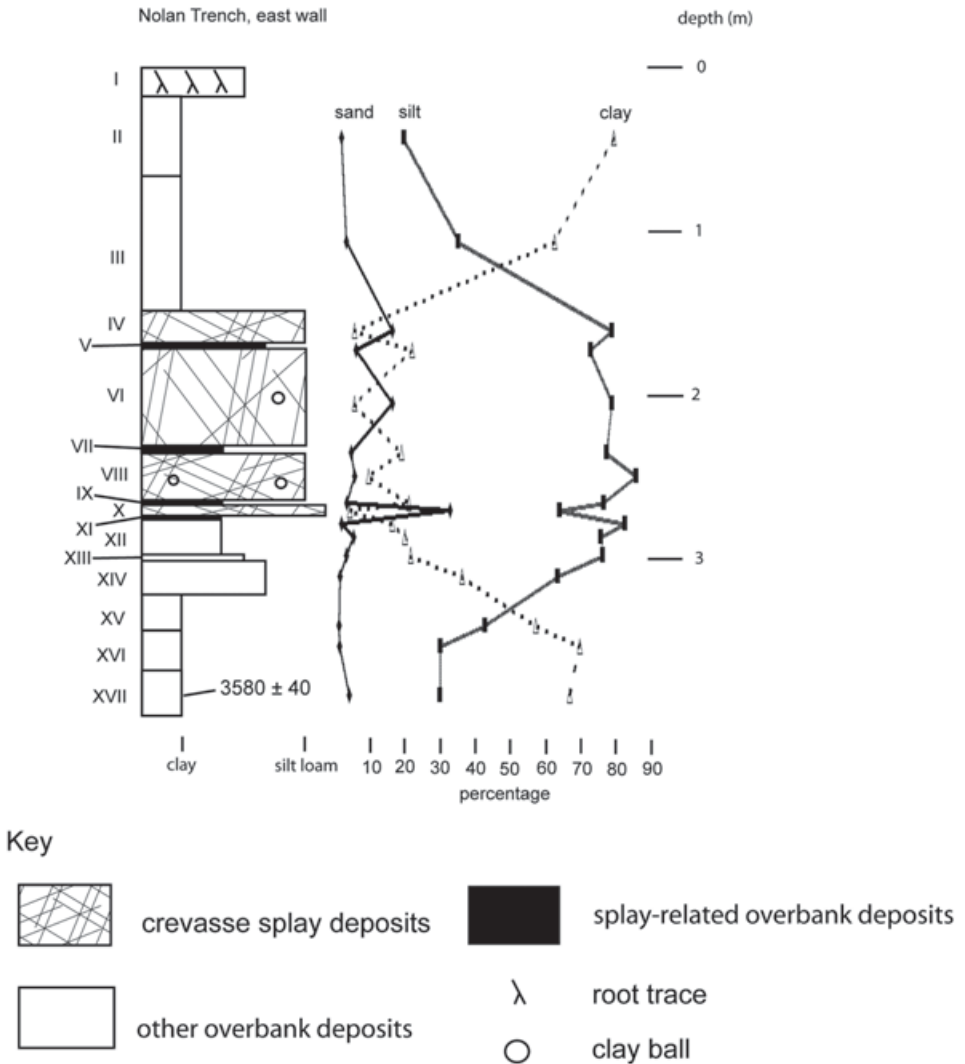 Nolan Trench, east wall
depth (m)
I
0
sand silt clay
II
1
III
IV
V
2
VI
VII
VIII
IX
X
XI
XII
3
XIII
XIV
XV
XVI
XVII
3580 ± 40
clay silt loam 10 20 30 40 50 60 70 80 90
percentage
Key
crevasse splay deposits
splay-related overbank deposits
other overbank deposits
root trace
clay ball